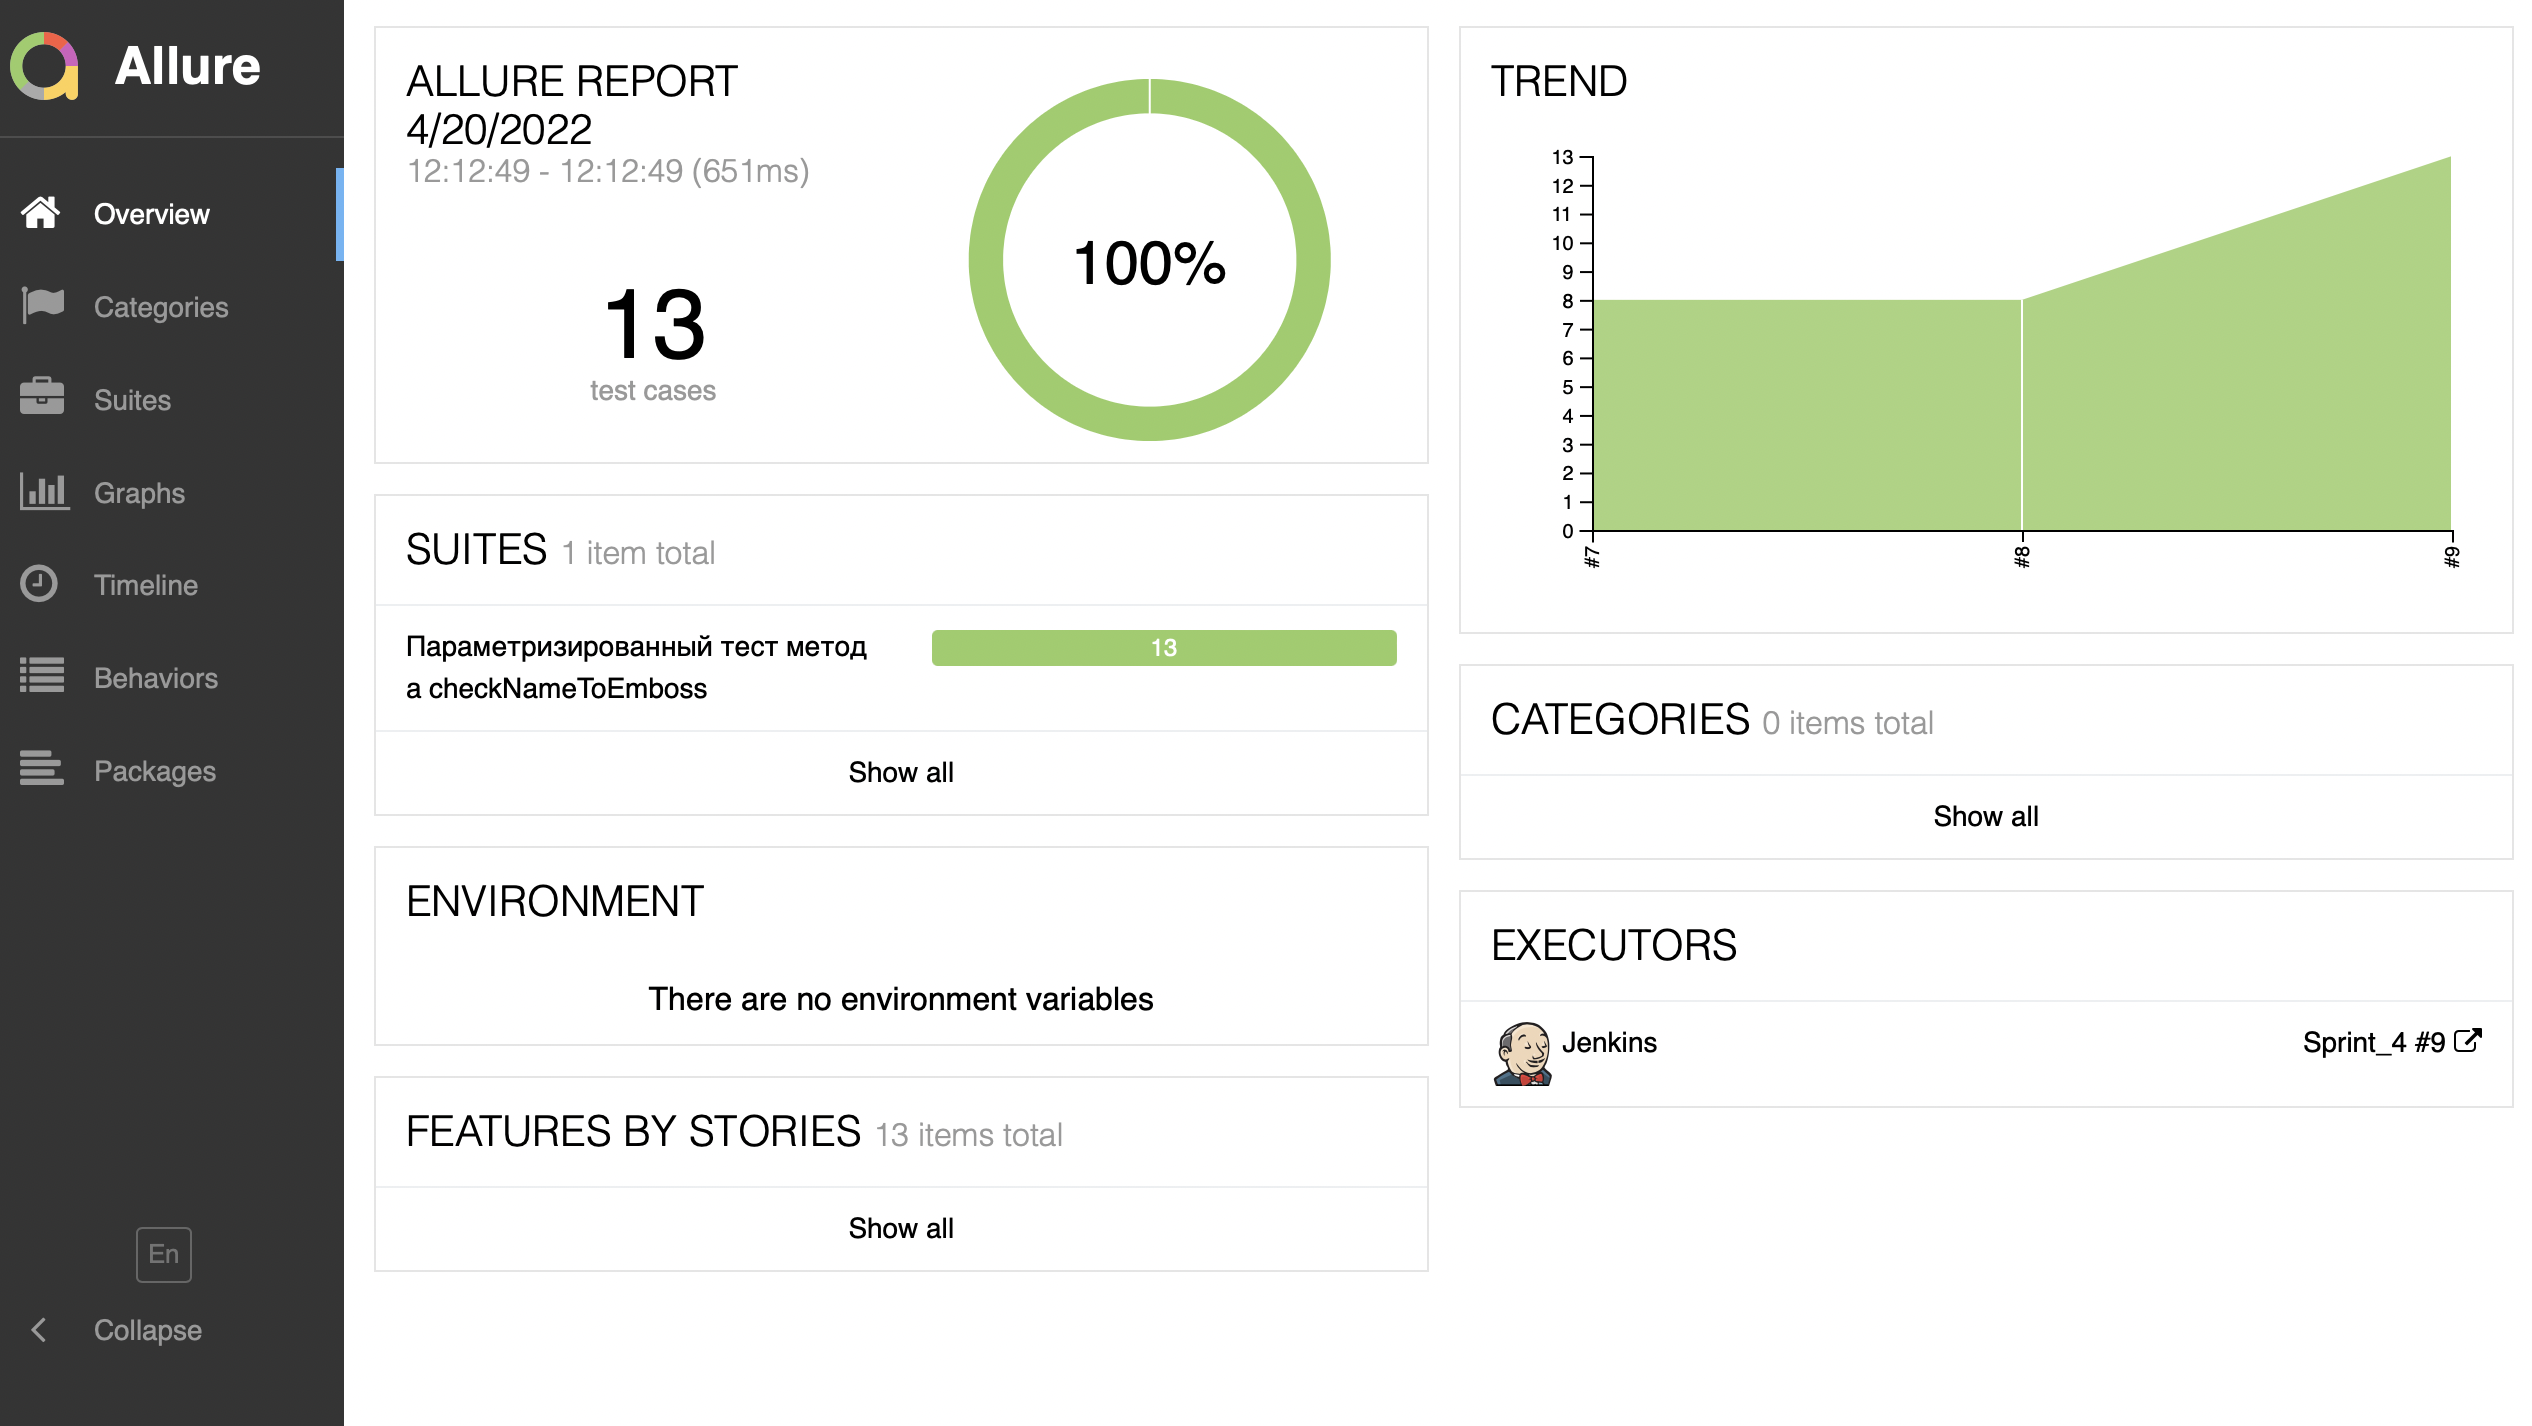 Allure
Overview
Categories
Suites
Graphs
Timeline
Behaviors
Packages
En
Collapse
ALLURE REPORT
4/20/2022
12:12:49 - 12:12:49 (651ms)
13
test cases
100%
SUITES 1 item total
Параметризированный тест метод
а checkNameToEmboss
13
Show all
ENVIRONMENT
There are no environment variables
FEATURES BY STORIES 13 items total
Show all
TREND
13
12
11
10
9
8
7
6
5
4
3
2
1
0
#7
#8
#9
CATEGORIES 0 items total
Show all
EXECUTORS
Jenkins
Sprint_4 #9